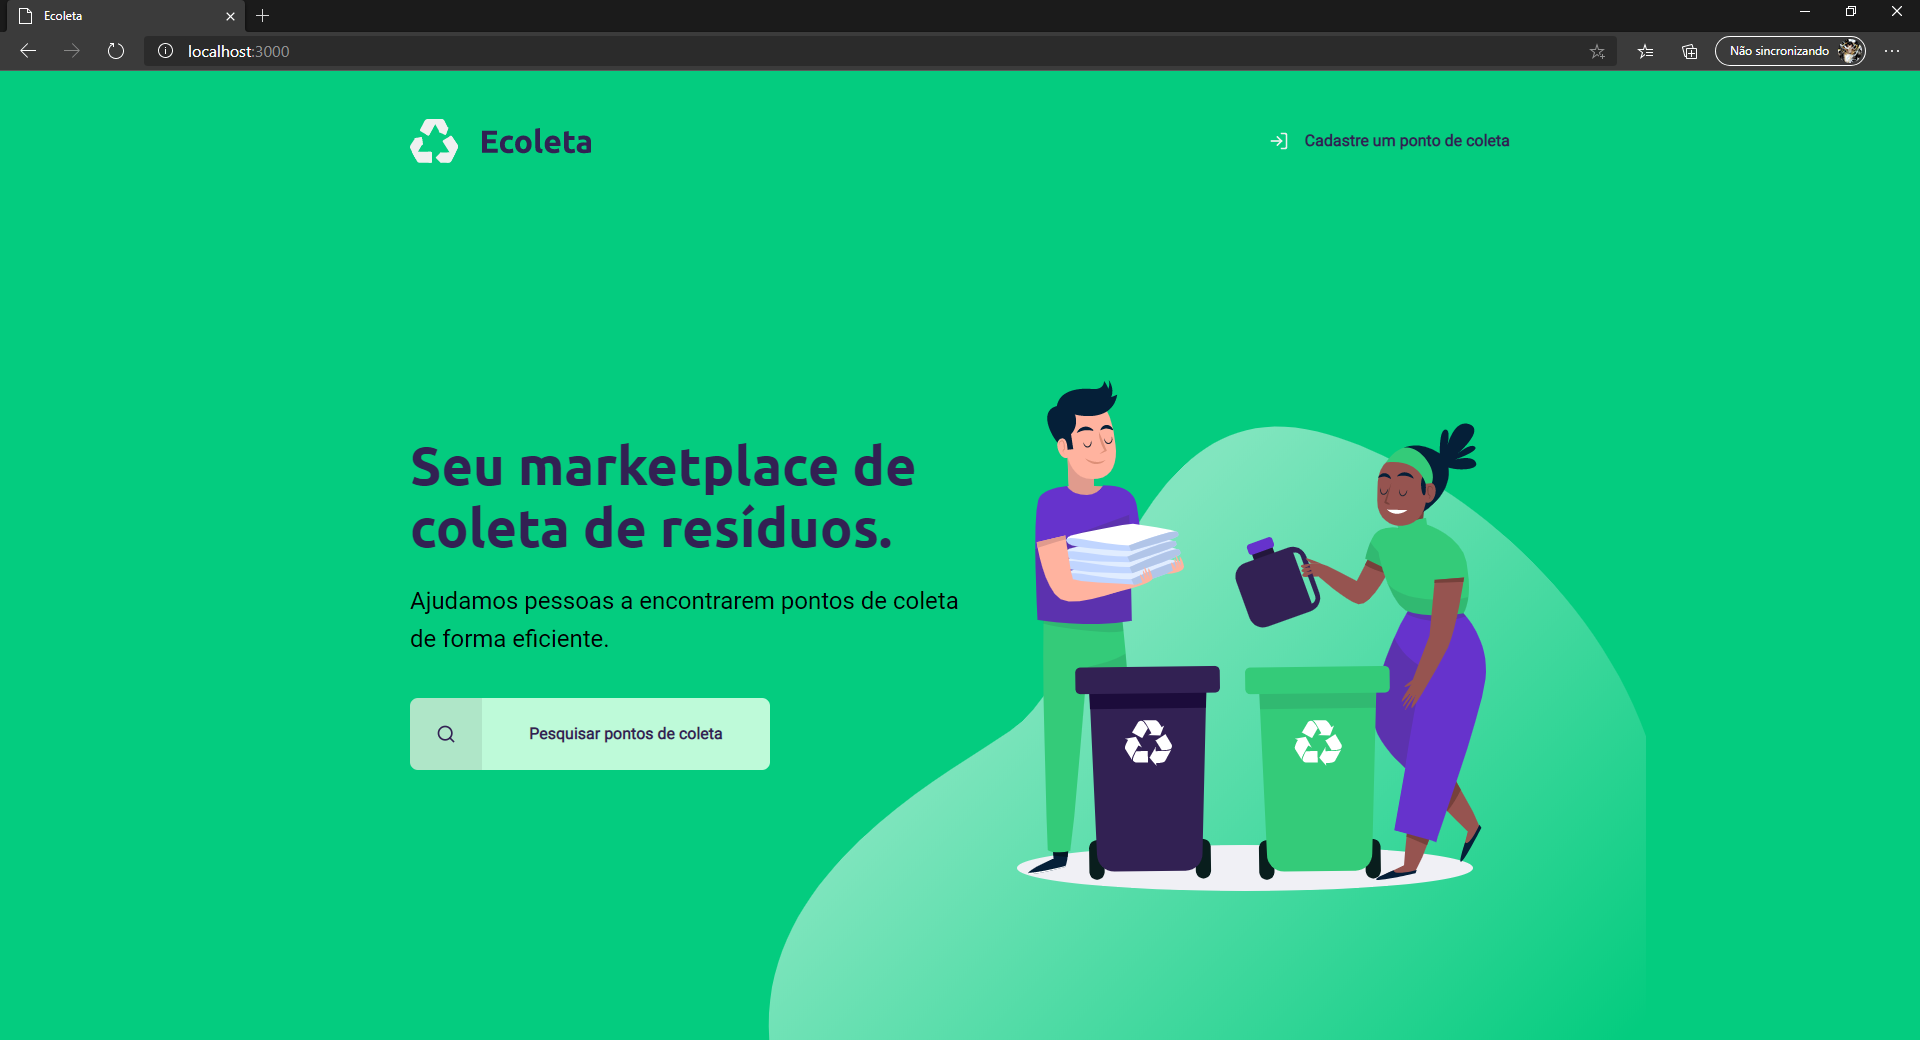 Ecoleta
localhost:3000
Não sincronizando
Ecoleta
Cadastre um ponto de coleta
Seu marketplace de
coleta de resíduos.
Ajudamos pessoas a encontrarem pontos de coleta
de forma eficiente.
Pesquisar pontos de coleta